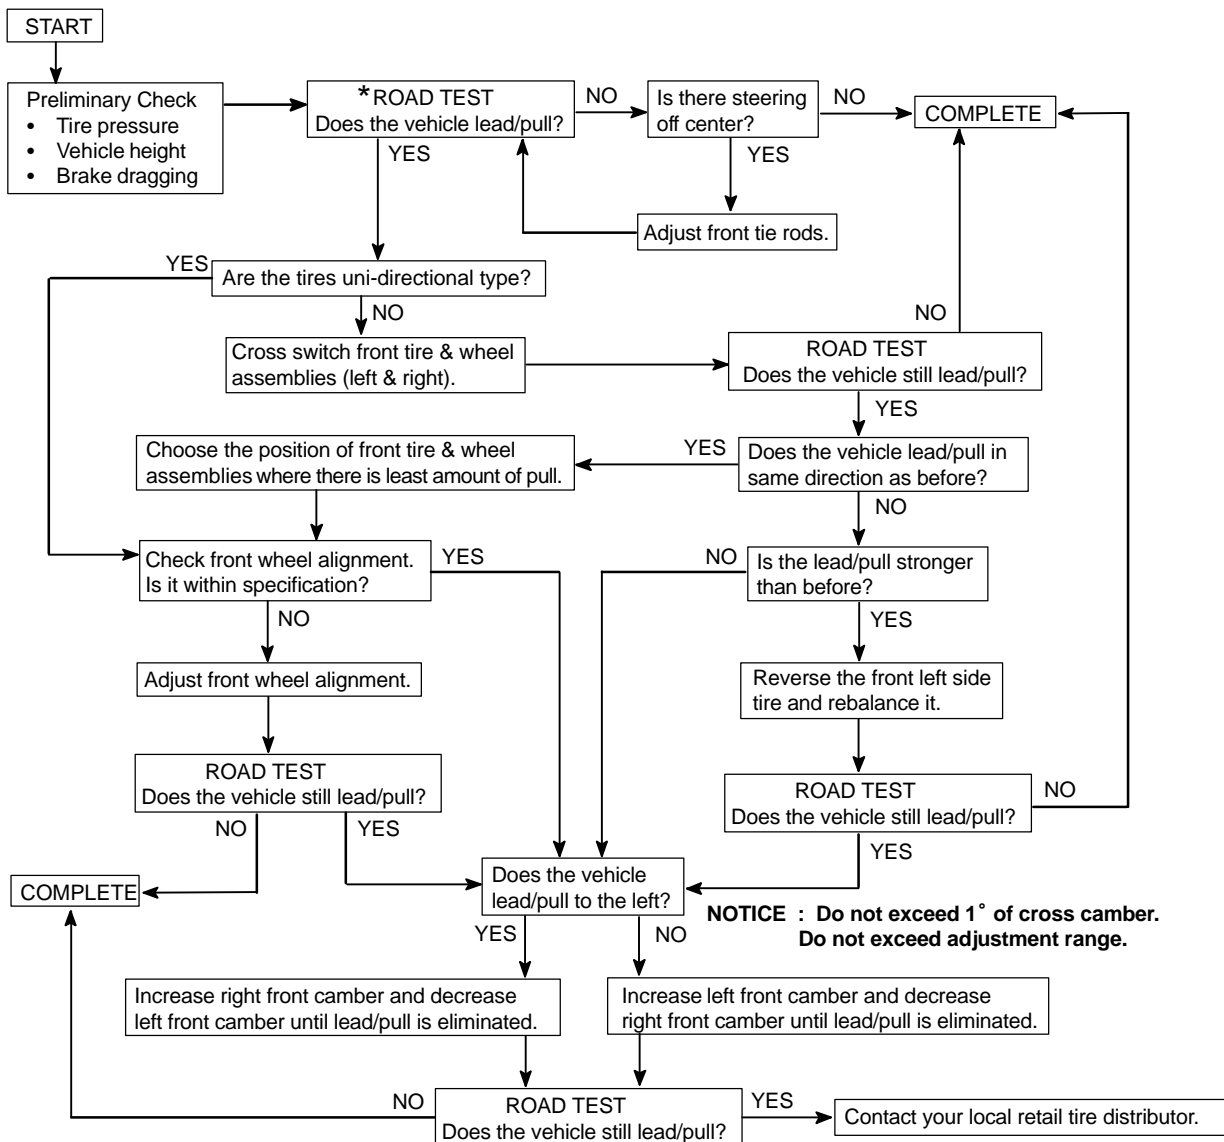 START
Preliminary Check
• Tire pressure
• Vehicle height
• Brake dragging
*ROAD TEST
Does the vehicle lead/pull?
NO
Is there steering
off center?
NO
COMPLETE
YES
YES
Adjust front tie rods.
YES
Are the tires uni-directional type?
NO
Cross switch front tire & wheel
assemblies (left & right).
NO
ROAD TEST
Does the vehicle still lead/pull?
YES
Choose the position of front tire & wheel
assemblies where there is least amount of pull.
YES
Does the vehicle lead/pull in
same direction as before?
NO
Check front wheel alignment.
Is it within specification?
YES
NO
Is the lead/pull stronger
than before?
NO
YES
Adjust front wheel alignment.
Reverse the front left side
tire and rebalance it.
ROAD TEST
Does the vehicle still lead/pull?
NO
YES
ROAD TEST
Does the vehicle still lead/pull?
NO
YES
COMPLETE
Does the vehicle
lead/pull to the left?
NOTICE : Do not exceed 1° of cross camber.
Do not exceed adjustment range.
YES
NO
Increase right front camber and decrease
left front camber until lead/pull is eliminated.
Increase left front camber and decrease
right front camber until lead/pull is eliminated.
NO
ROAD TEST
Does the vehicle still lead/pull?
YES
Contact your local retail tire distributor.